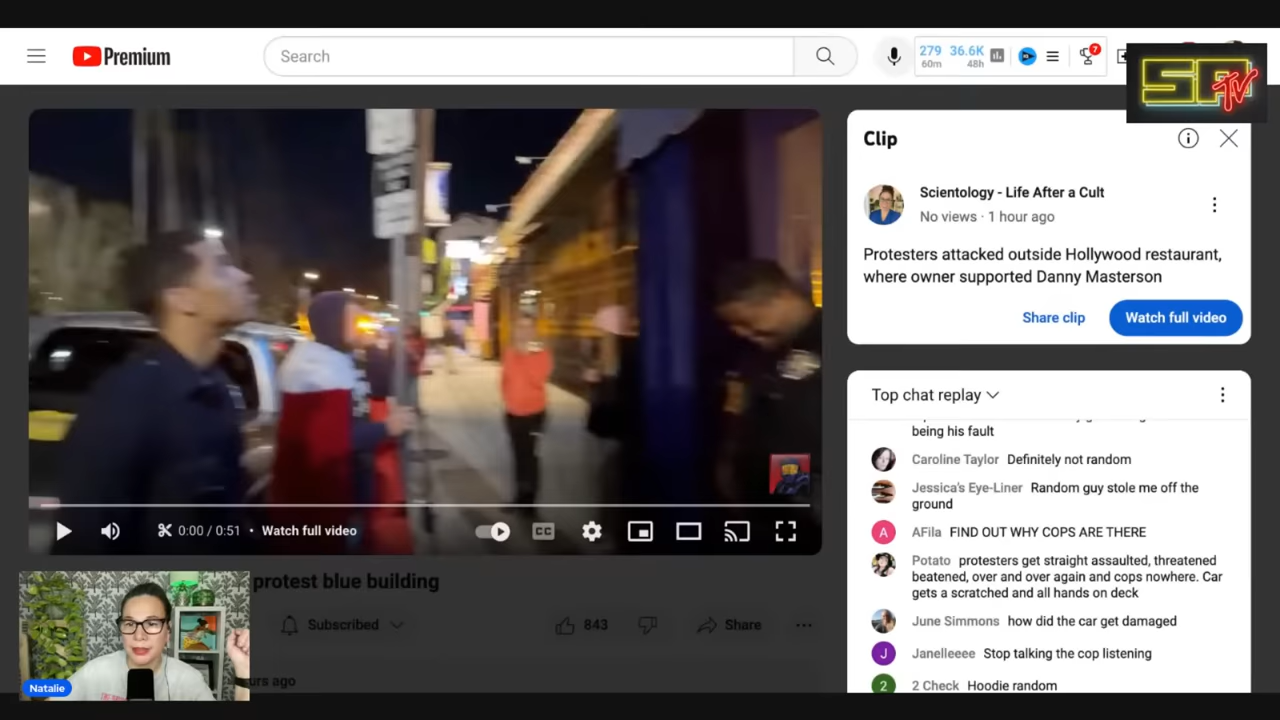 Premium
Search
279 36.6K
60m 48h
7
SPTV
Clip
Scientology - Life After a Cult
No views · 1 hour ago
Protesters attacked outside Hollywood restaurant,
where owner supported Danny Masterson
Share clip
Watch full video
Top chat replay
being his fault
Caroline Taylor Definitely not random
Jessica's Eye-Liner Random guy stole me off the
ground
A AFila FIND OUT WHY COPS ARE THERE
Potato protesters get straight assaulted, threatened
beatened, over and over again and cops nowhere. Car
gets a scratched and all hands on deck
June Simmons how did the car get damaged
J Janelleeee Stop talking the cop listening
2 2 Check Hoodie random
0:00 / 0:51 • Watch full video
CC
protest blue building
Subscribed
843
Share
urs ago
Natalie